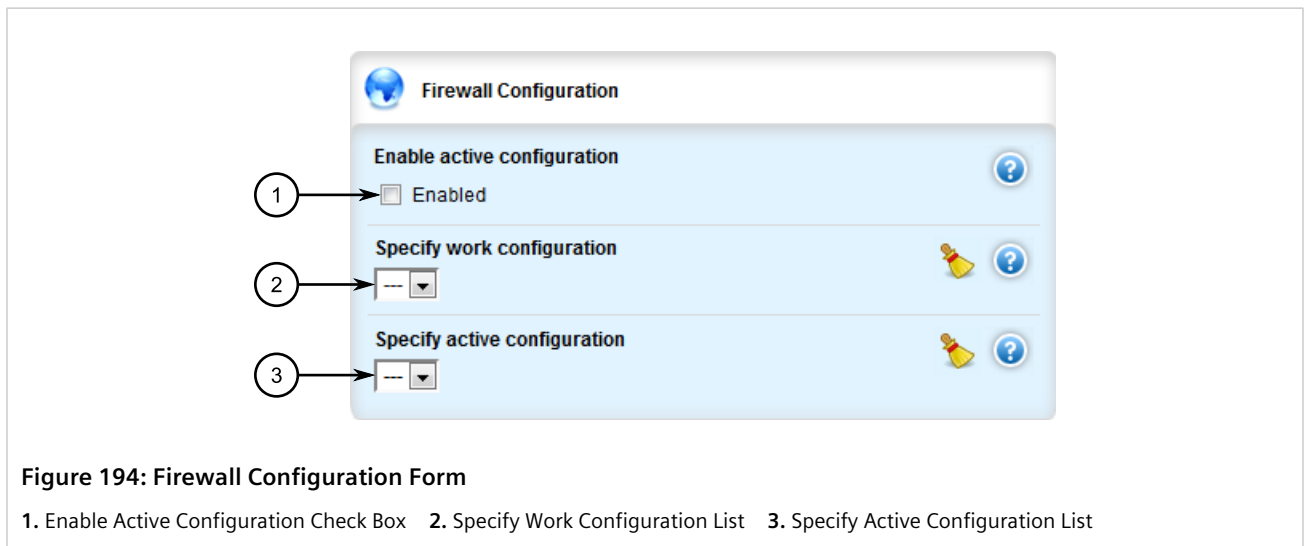 Firewall Configuration
Enable active configuration
?
1
Enabled
Specify work configuration
?
2
---
Specify active configuration
?
3
---
Figure 194: Firewall Configuration Form
1. Enable Active Configuration Check Box 2. Specify Work Configuration List 3. Specify Active Configuration List